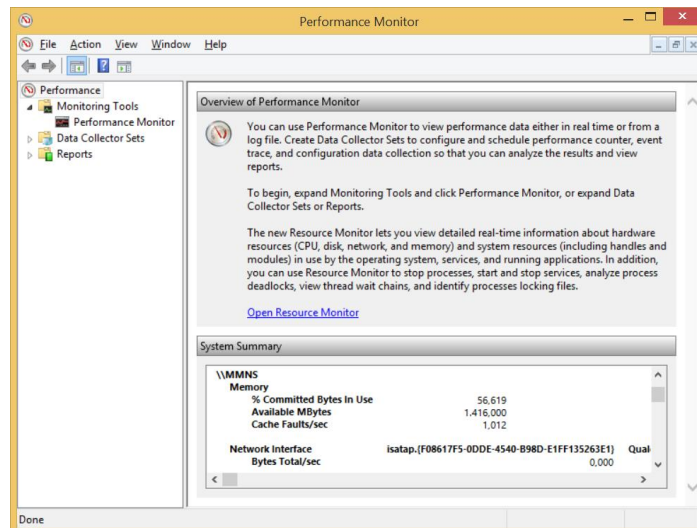 Performance Monitor
File Action View Window Help
Performance
Monitoring Tools
Performance Monitor
Data Collector Sets
Reports
Overview of Performance Monitor
You can use Performance Monitor to view performance data either in real time or from a
log file. Create Data Collector Sets to configure and schedule performance counter, event
trace, and configuration data collection so that you can analyze the results and view
reports.
To begin, expand Monitoring Tools and click Performance Monitor, or expand Data
Collector Sets or Reports.
The new Resource Monitor lets you view detailed real-time information about hardware
resources (CPU, disk, network, and memory) and system resources (including handles and
modules) in use by the operating system, services, and running applications. In addition,
you can use Resource Monitor to stop processes, start and stop services, analyze process
deadlocks, view thread wait chains, and identify processes locking files.
Open Resource Monitor
System Summary
\\MMNS
Memory
% Committed Bytes In Use 56,619
Available MBytes 1.416,000
Cache Faults/sec 1,012
Network Interface isatap.{F08617F5-0DDE-4540-B98D-E1FF135263E1} Qual
Bytes Total/sec 0,000
Done